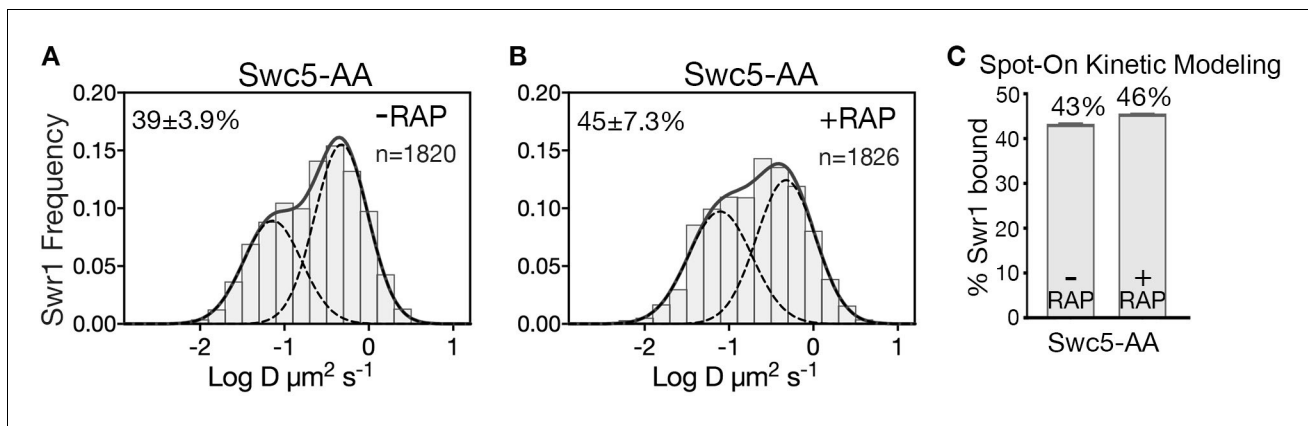 A
Swc5-AA
39±3.9%
−RAP
n=1820
Swr1 Frequency
0.20
0.15
0.10
0.05
0.00
-2 -1 0 1
Log D µm² s⁻¹
B
Swc5-AA
45±7.3%
+RAP
n=1826
0.20
0.15
0.10
0.05
0.00
-2 -1 0 1
Log D µm² s⁻¹
C Spot-On Kinetic Modeling
% Swr1 bound
50
40
30
20
10
0
43% 46%
− +
RAP RAP
Swc5-AA